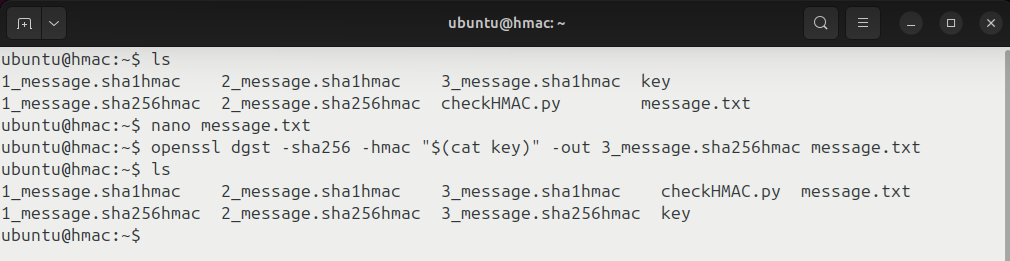 ubuntu@hmac: ~
ubuntu@hmac:~$ ls
1_message.sha1hmac    2_message.sha1hmac    3_message.sha1hmac  key
1_message.sha256hmac  2_message.sha256hmac  checkHMAC.py        message.txt
ubuntu@hmac:~$ nano message.txt
ubuntu@hmac:~$ openssl dgst -sha256 -hmac "$(cat key)" -out 3_message.sha256hmac message.txt
ubuntu@hmac:~$ ls
1_message.sha1hmac    2_message.sha1hmac    3_message.sha1hmac    checkHMAC.py  message.txt
1_message.sha256hmac  2_message.sha256hmac  3_message.sha256hmac  key
ubuntu@hmac:~$